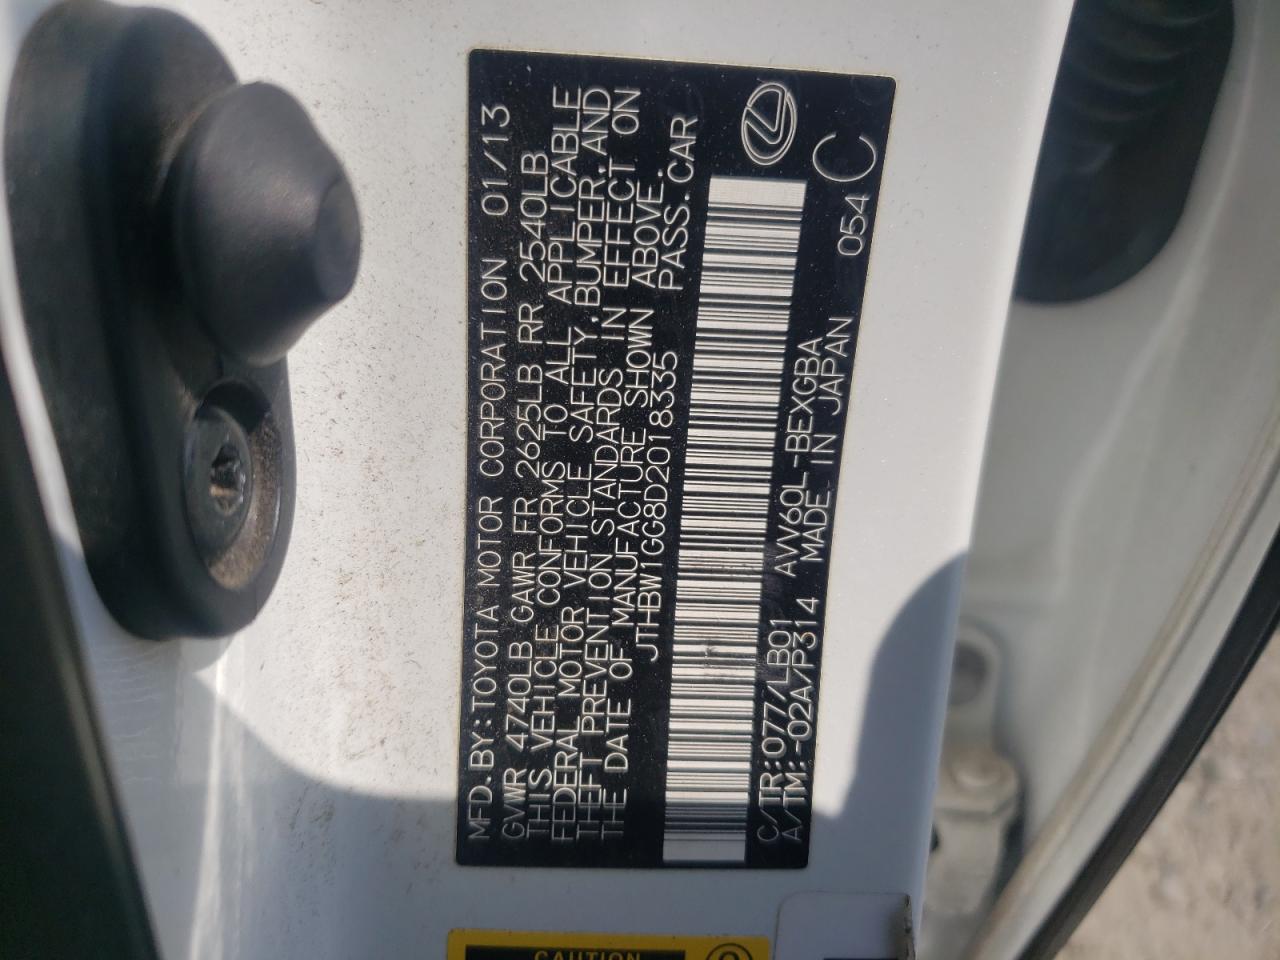 MFD.BY:TOYOTA MOTOR CORPORATION 01/13
GVWR 4740LB GAWR FR 2625LB RR 2540LB
THIS VEHICLE CONFORMS TO ALL APPLICABLE
FEDERAL MOTOR VEHICLE SAFETY,BUMPER,AND
THEFT PREVENTION STANDARDS IN EFFECT ON
THE DATE OF MANUFACTURE SHOWN ABOVE.
JTHBW1GG8D2018335 PASS.CAR
C/TR:077/LB01 AVV60L-BEXGBA 054 C
A/TM:-02A/P314 MADE IN JAPAN
CAUTION